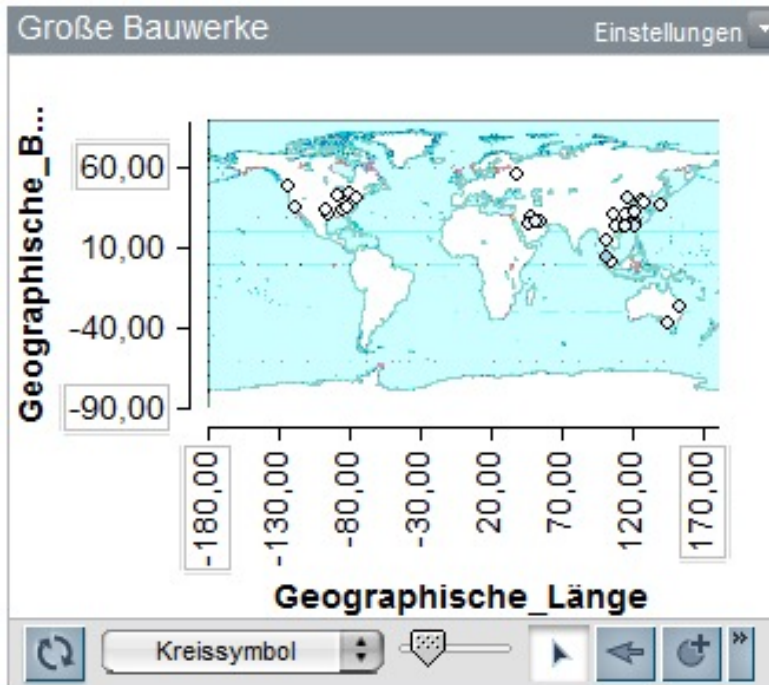 Große Bauwerke
Einstellungen
Geographische_B...
60,00
10,00
-40,00
-90,00
-180,00
-130,00
-80,00
-30,00
20,00
70,00
120,00
170,00
Geographische_Länge
Kreissymbol
»